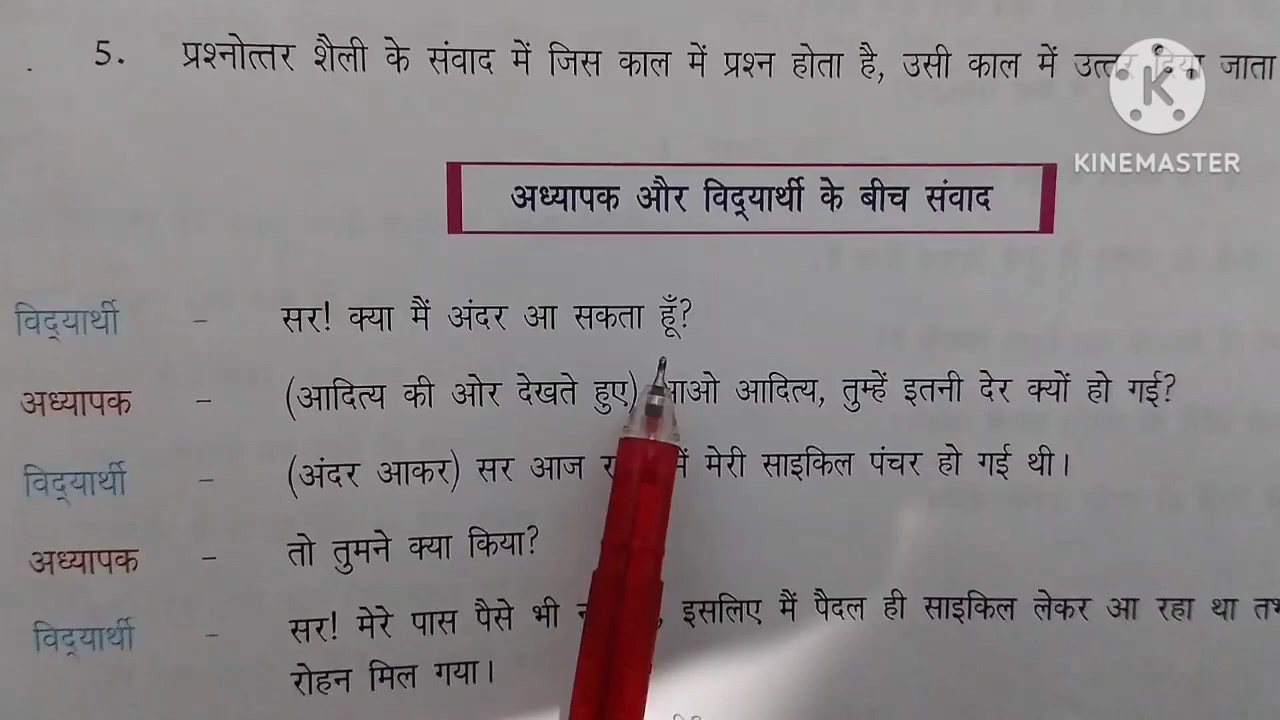 5. प्रश्नोत्तर शैली के संवाद में जिस काल में प्रश्न होता है, उसी काल में उत्तर दिया जाता
KINEMASTER
अध्यापक और विद्यार्थी के बीच संवाद
विद्यार्थी - सर! क्या मैं अंदर आ सकता हूँ?
अध्यापक - (आदित्य की ओर देखते हुए) आओ आदित्य, तुम्हें इतनी देर क्यों हो गई?
विद्यार्थी - (अंदर आकर) सर आज में मेरी साइकिल पंचर हो गई थी।
अध्यापक - तो तुमने क्या किया?
विद्यार्थी - सर! मेरे पास पैसे भी इसलिए मैं पैदल ही साइकिल लेकर आ रहा था
रोहन मिल गया।